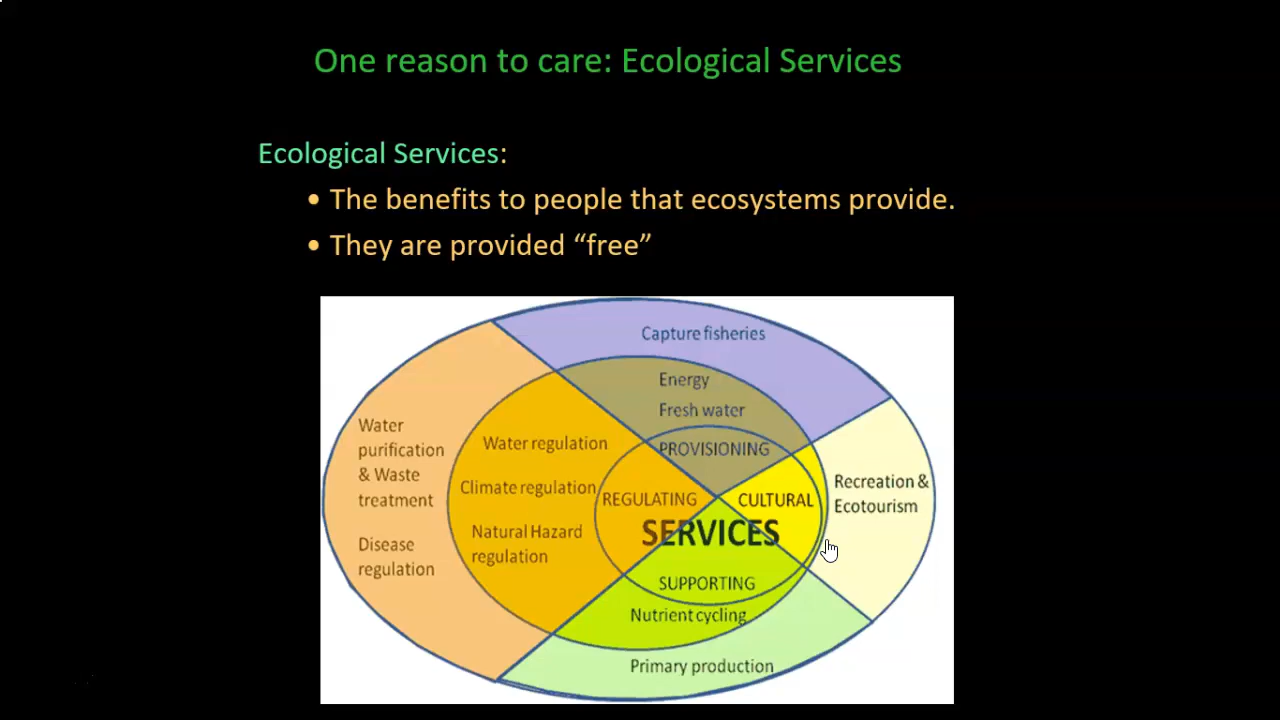 One reason to care: Ecological Services
Ecological Services:
• The benefits to people that ecosystems provide.
• They are provided “free”
Capture fisheries
Energy
Fresh water
PROVISIONING
Water
purification
& Waste
treatment
Disease
regulation
Water regulation
Climate regulation
Natural Hazard
regulation
REGULATING
CULTURAL
Recreation &
Ecotourism
SERVICES
SUPPORTING
Nutrient cycling
Primary production